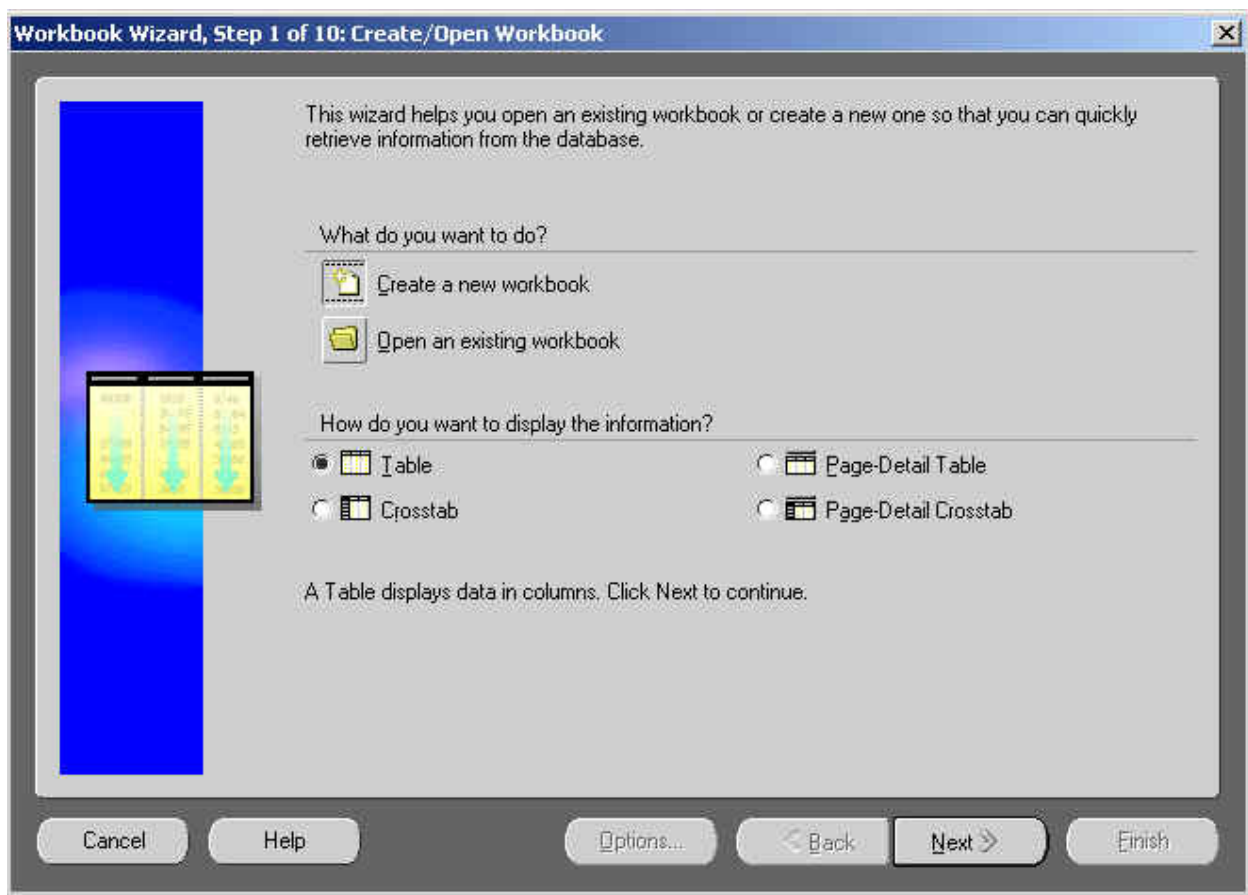 Workbook Wizard, Step 1 of 10: Create/Open Workbook
This wizard helps you open an existing workbook or create a new one so that you can quickly
retrieve information from the database.
What do you want to do?
Create a new workbook
Open an existing workbook
How do you want to display the information?
Table
Page-Detail Table
Crosstab
Page-Detail Crosstab
A Table displays data in columns. Click Next to continue.
Cancel
Help
Options...
Back
Next
Finish